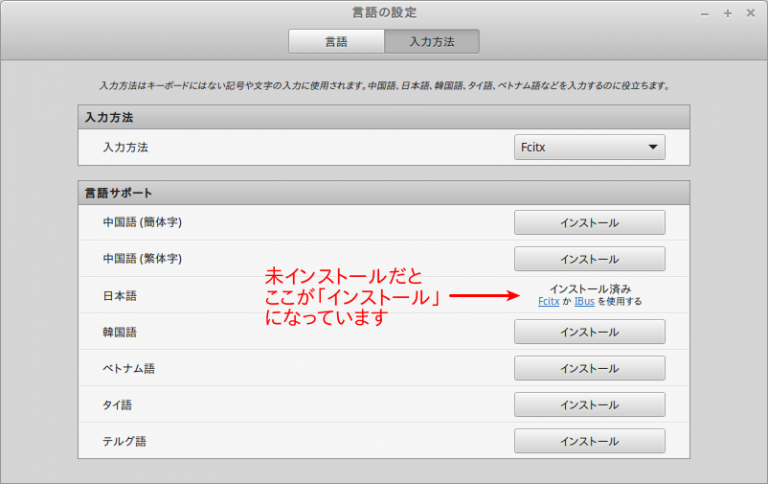 言語の設定
言語
入力方法
入力方法はキーボードにはない記号や文字の入力に使用されます。中国語、日本語、韓国語、タイ語、ベトナム語などを入力するのに役立ちます。
入力方法
入力方法
Fcitx
言語サポート
中国語 (簡体字)
インストール
中国語 (繁体字)
インストール
未インストールだと
ここが「インストール」
になっています
日本語
インストール済み
Fcitx か IBus を使用する
韓国語
インストール
ベトナム語
インストール
タイ語
インストール
テルグ語
インストール